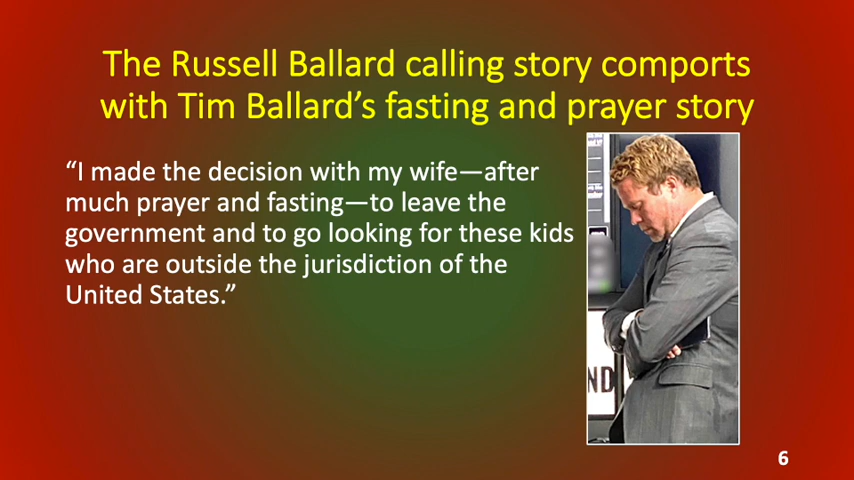 The Russell Ballard calling story comports
with Tim Ballard’s fasting and prayer story
“I made the decision with my wife—after
much prayer and fasting—to leave the
government and to go looking for these kids
who are outside the jurisdiction of the
United States.”
ND
6